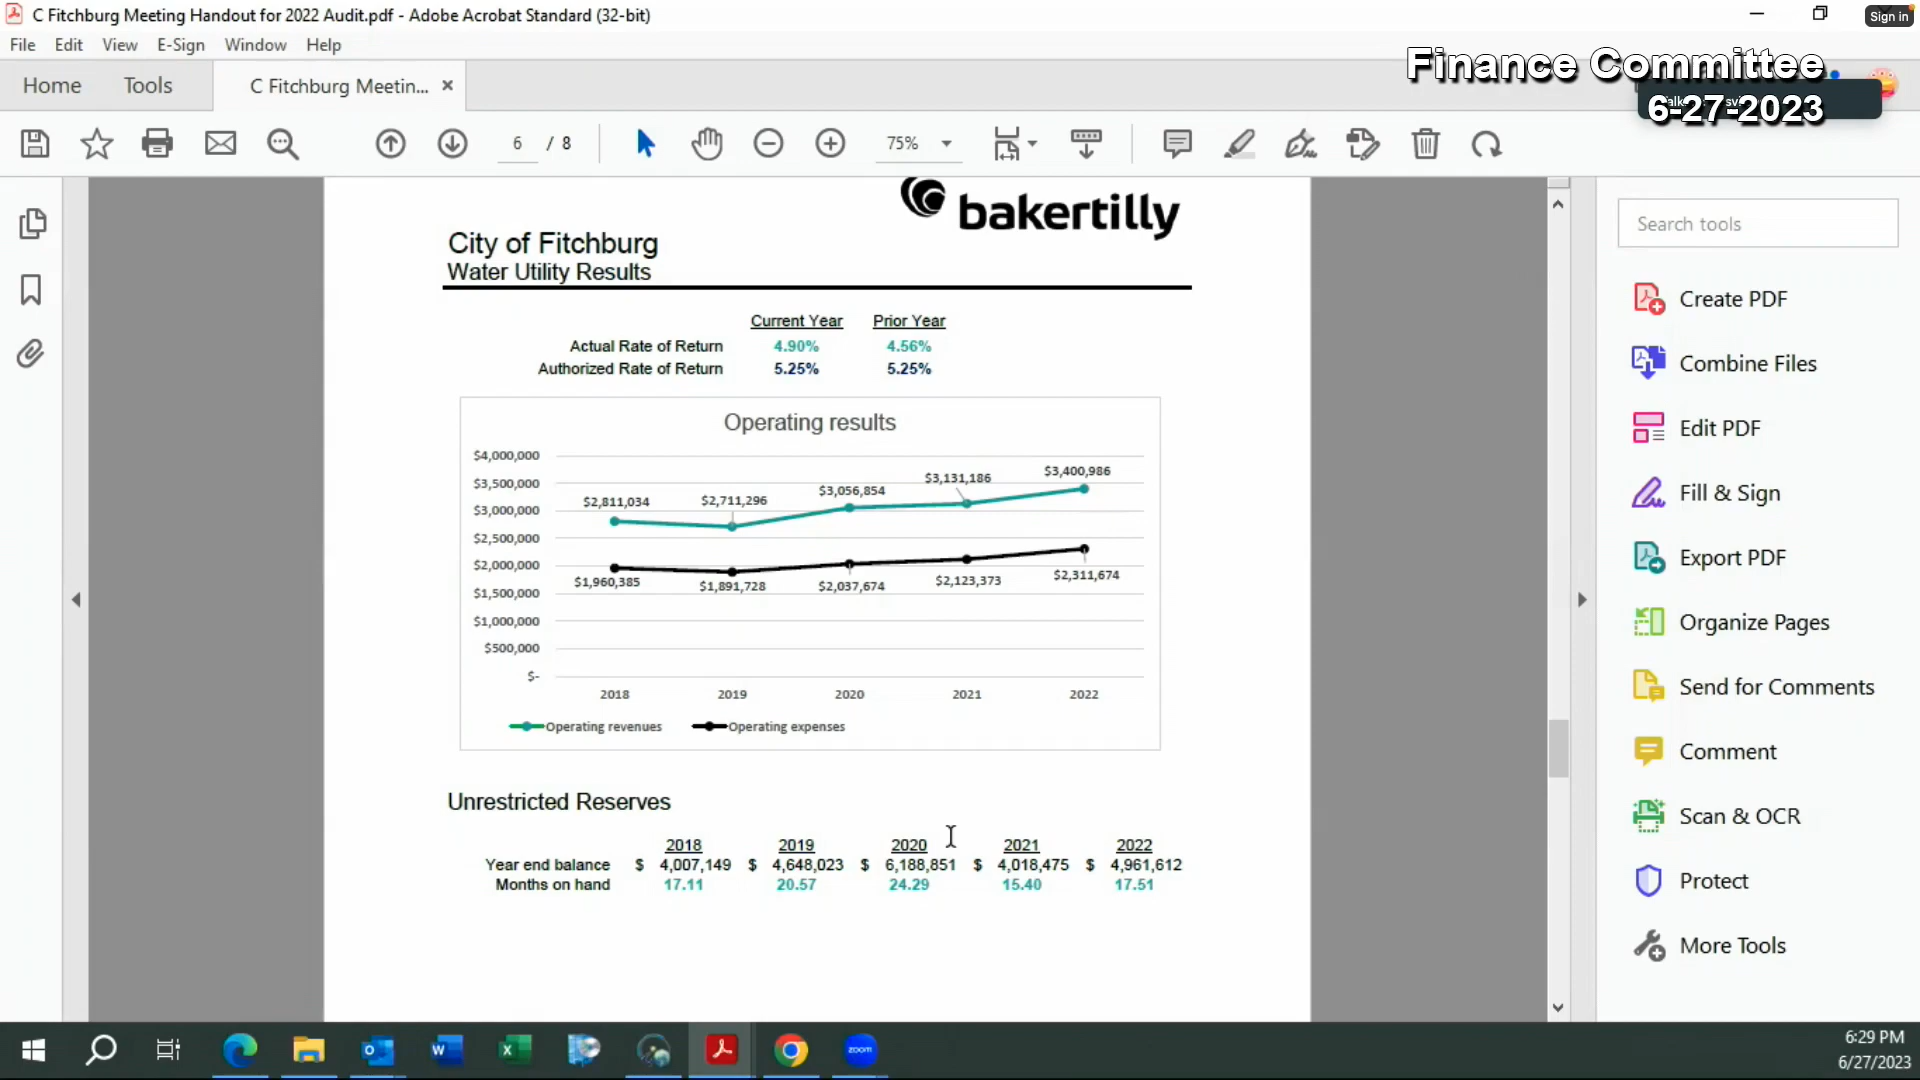 C Fitchburg Meeting Handout for 2022 Audit.pdf - Adobe Acrobat Standard (32-bit)
Sign in
File Edit View E-Sign Window Help
Finance Committee
6-27-2023
Home Tools C Fitchburg Meetin... ×
6 / 8 75%
bakertilly
City of Fitchburg
Water Utility Results
Current Year Prior Year
Actual Rate of Return 4.90% 4.56%
Authorized Rate of Return 5.25% 5.25%
Operating results
$4,000,000
$3,500,000
$3,000,000
$2,500,000
$2,000,000
$1,500,000
$1,000,000
$500,000
$-
$2,811,034 $2,711,296 $3,056,854 $3,131,186 $3,400,986
$1,960,385 $1,891,728 $2,037,674 $2,123,373 $2,311,674
2018 2019 2020 2021 2022
Operating revenues Operating expenses
Unrestricted Reserves
2018 2019 2020 2021 2022
Year end balance $ 4,007,149 $ 4,648,023 $ 6,188,851 $ 4,018,475 $ 4,961,612
Months on hand 17.11 20.57 24.29 15.40 17.51
Search tools
Create PDF
Combine Files
Edit PDF
Fill & Sign
Export PDF
Organize Pages
Send for Comments
Comment
Scan & OCR
Protect
More Tools
zoom
6:29 PM
6/27/2023